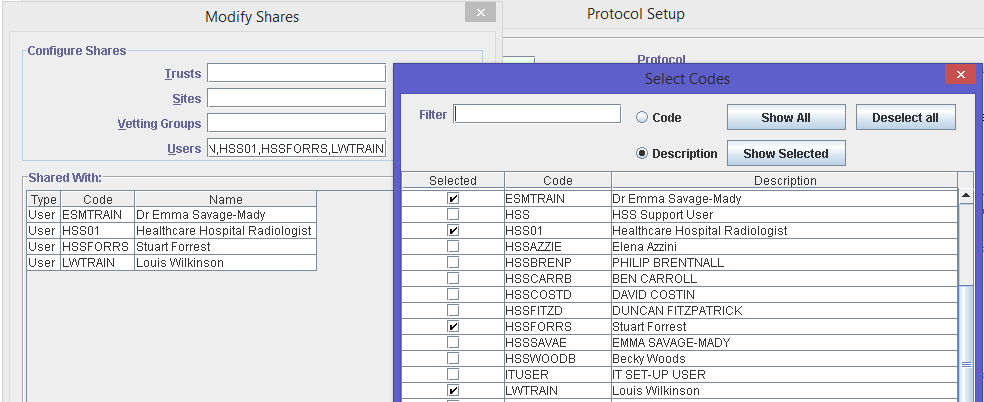 Modify Shares
Protocol Setup
Configure Shares
Trusts
Sites
Vetting Groups
Users N,HSS01,HSSFORRS,LWTRAIN
Shared With:
Type Code Name
User ESMTRAIN Dr Emma Savage-Mady
User HSS01 Healthcare Hospital Radiologist
User HSSFORRS Stuart Forrest
User LWTRAIN Louis Wilkinson
Protocol
Select Codes
Filter Code Show All Deselect all
Description Show Selected
Selected Code Description
ESMTRAIN Dr Emma Savage-Mady
HSS HSS Support User
HSS01 Healthcare Hospital Radiologist
HSSAZZIE Elena Azzini
HSSBRENP PHILIP BRENTNALL
HSSCARRB BEN CARROLL
HSSCOSTD DAVID COSTIN
HSSFITZD DUNCAN FITZPATRICK
HSSFORRS Stuart Forrest
HSSSAVAE EMMA SAVAGE-MADY
HSSWOODB Becky Woods
ITUSER IT SET-UP USER
LWTRAIN Louis Wilkinson